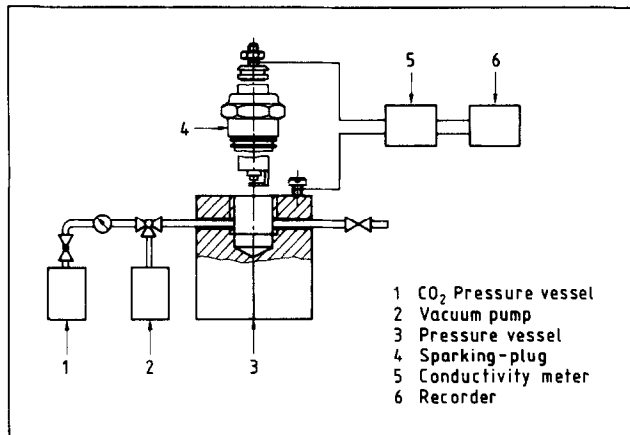 5
6
4
1
2
3
1 CO₂ Pressure vessel
2 Vacuum pump
3 Pressure vessel
4 Sparking-plug
5 Conductivity meter
6 Recorder